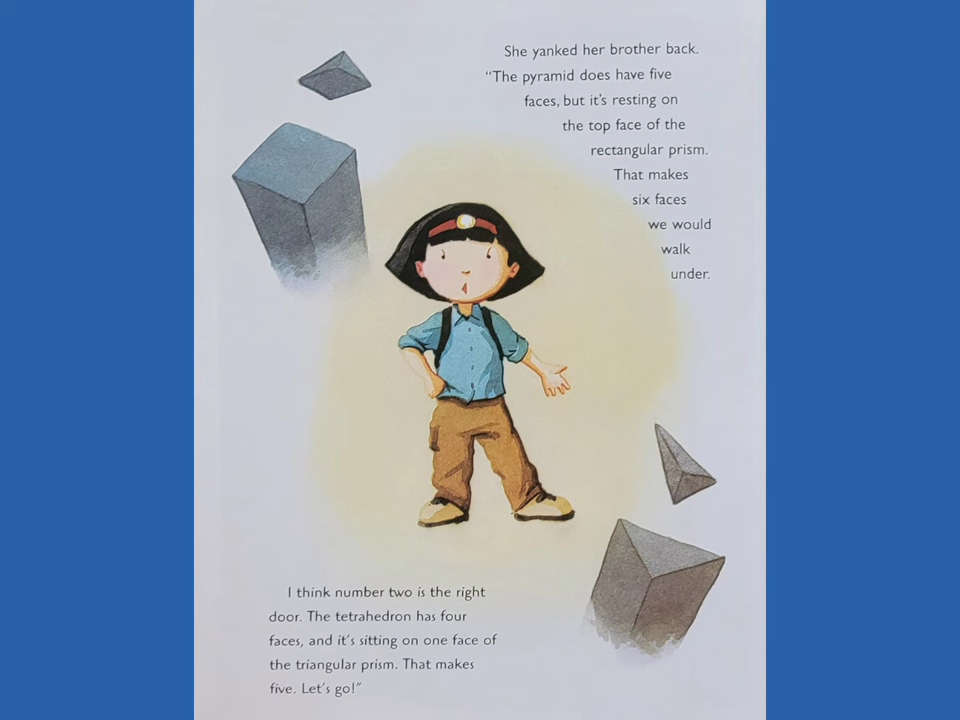 She yanked her brother back.
“The pyramid does have five
faces, but it’s resting on
the top face of the
rectangular prism.
That makes
six faces
we would
walk
under.
I think number two is the right
door. The tetrahedron has four
faces, and it’s sitting on one face of
the triangular prism. That makes
five. Let’s go!”